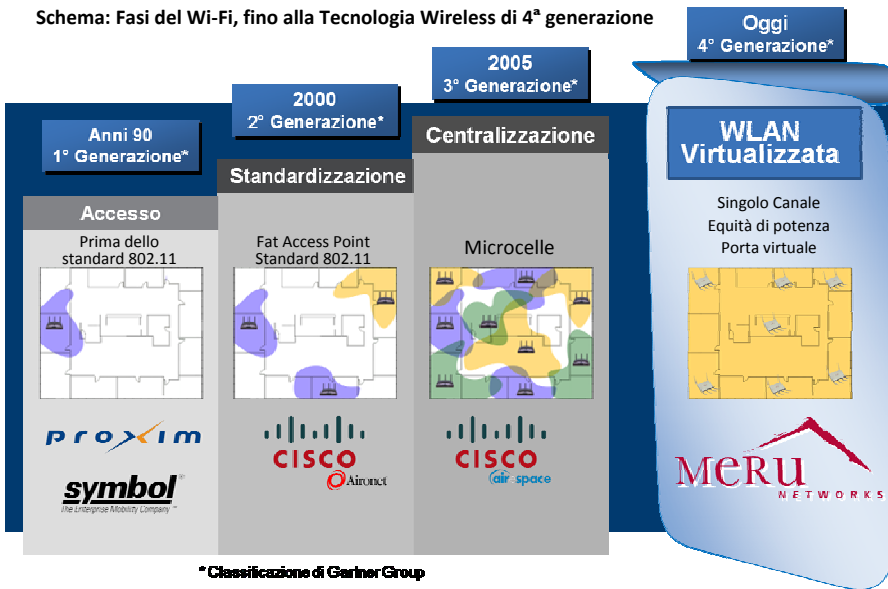 Schema: Fasi del Wi-Fi, fino alla Tecnologia Wireless di 4ª generazione
Anni 90
1° Generazione*
Accesso
Prima dello
standard 802.11
proxim
symbol®
The Enterprise Mobility Company™
2000
2° Generazione*
Standardizzazione
Fat Access Point
Standard 802.11
CISCO
Aironet
2005
3° Generazione*
Centralizzazione
Microcelle
CISCO
airespace
Oggi
4° Generazione*
WLAN
Virtualizzata
Singolo Canale
Equità di potenza
Porta virtuale
MeRU
NETWORKS
* Classificazione di Gartner Group